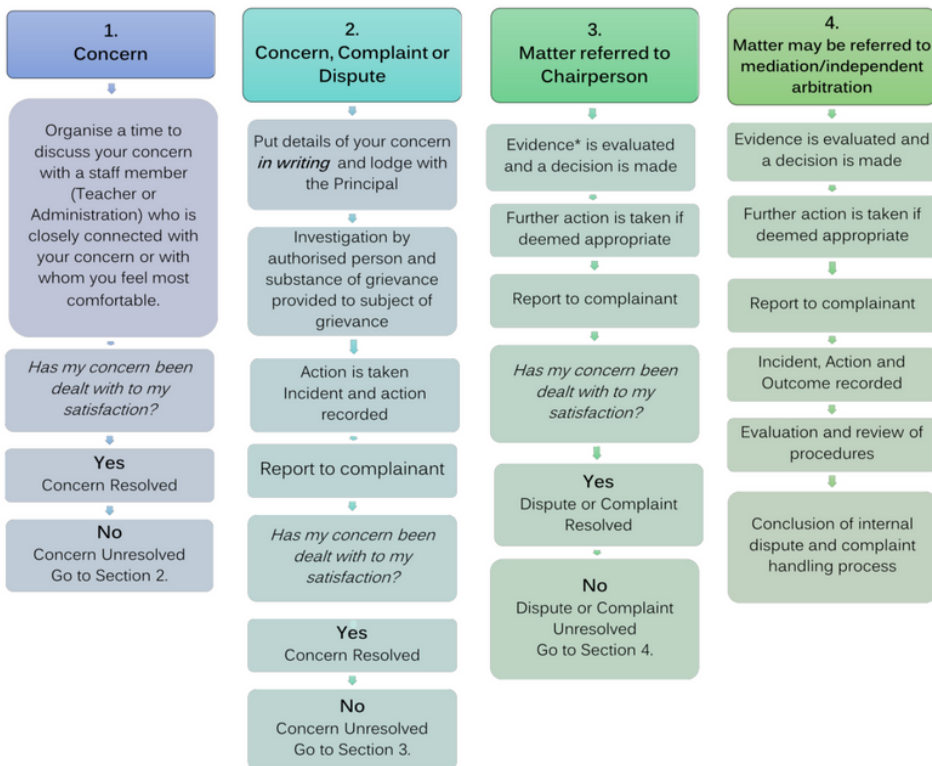 1.
Concern
Organise a time to
discuss your concern
with a staff member
(Teacher or
Administration) who is
closely connected with
your concern or with
whom you feel most
comfortable.
Has my concern been
dealt with to my
satisfaction?
Yes
Concern Resolved
No
Concern Unresolved
Go to Section 2.
2.
Concern, Complaint or
Dispute
Put details of your concern
in writing and lodge with
the Principal
Investigation by
authorised person and
substance of grievance
provided to subject of
grievance
Action is taken
Incident and action
recorded
Report to complainant
Has my concern been
dealt with to my
satisfaction?
Yes
Concern Resolved
No
Concern Unresolved
Go to Section 3.
3.
Matter referred to
Chairperson
Evidence* is evaluated
and a decision is made
Further action is taken if
deemed appropriate
Report to complainant
Has my concern been
dealt with to my
satisfaction?
Yes
Dispute or Complaint
Resolved
No
Dispute or Complaint
Unresolved
Go to Section 4.
4.
Matter may be referred to
mediation/independent
arbitration
Evidence is evaluated and
a decision is made
Further action is taken if
deemed appropriate
Report to complainant
Incident, Action and
Outcome recorded
Evaluation and review of
procedures
Conclusion of internal
dispute and complaint
handling process